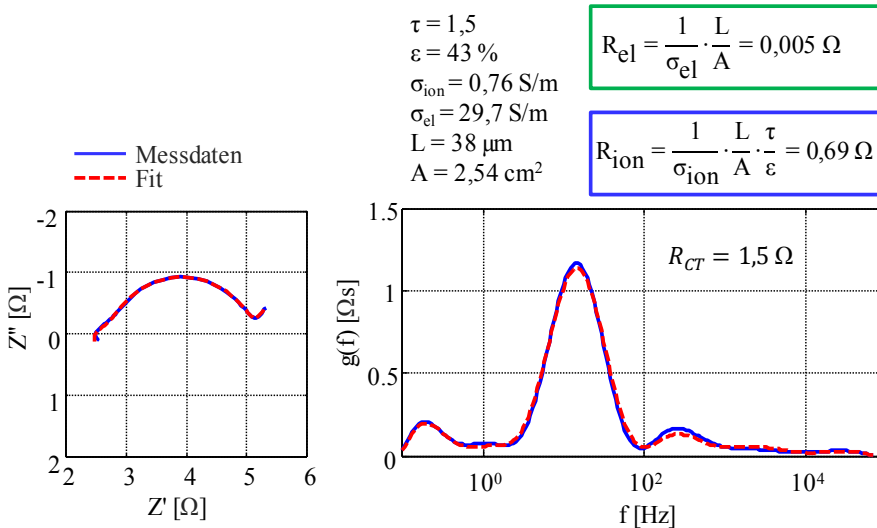 τ = 1,5
ε = 43 %
σion = 0,76 S/m
σel = 29,7 S/m
L = 38 µm
A = 2,54 cm²
Rel = 1/σel · L/A = 0,005 Ω
Rion = 1/σion · L/A · τ/ε = 0,69 Ω
Messdaten
Fit
-2
-1
0
1
2
Z'' [Ω]
2 3 4 5 6
Z' [Ω]
1.5
1
0.5
0
g(f) [Ωs]
R_CT = 1,5 Ω
10⁰ 10² 10⁴
f [Hz]